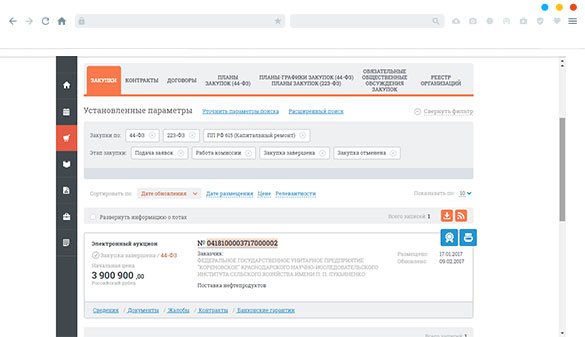 ЗАКУПКИ
КОНТРАКТЫ
ДОГОВОРЫ
ПЛАНЫ
ЗАКУПОК (44-ФЗ)
ПЛАНЫ-ГРАФИКИ ЗАКУПОК (44-ФЗ)
ПЛАНЫ ЗАКУПОК (223-ФЗ)
ОБЯЗАТЕЛЬНЫЕ
ОБЩЕСТВЕННЫЕ
ОБСУЖДЕНИЯ
ЗАКУПОК
РЕЕСТР
ОРГАНИЗАЦИЙ
Установленные параметры Уточнить параметры поиска Расширенный поиск Свернуть фильтр
Закупки по: 44-ФЗ 223-ФЗ ПП РФ 615 (Капитальный ремонт)
Этап закупки: Подача заявок Работа комиссии Закупка завершена Закупка отменена
Сортировать по: Дате обновления Дате размещения Цене Релевантности Показывать по: 10
Развернуть информацию о лотах Всего записей: 1
Электронный аукцион
Закупка завершена / 44-ФЗ
Начальная цена
3 900 900 ,00
Российский рубль
№ 0418100003717000002
Заказчик:
ФЕДЕРАЛЬНОЕ ГОСУДАРСТВЕННОЕ УНИТАРНОЕ ПРЕДПРИЯТИЕ
"КОРЕНОВСКОЕ" КРАСНОДАРСКОГО НАУЧНО-ИССЛЕДОВАТЕЛЬСКОГО
ИНСТИТУТА СЕЛЬСКОГО ХОЗЯЙСТВА ИМЕНИ П. П. ЛУКЬЯНЕНКО
Поставка нефтепродуктов
Размещено: 17.01.2017
Обновлено: 09.02.2017
Сведения / Документы / Жалобы / Контракты / Банковские гарантии
Всего записей: 1